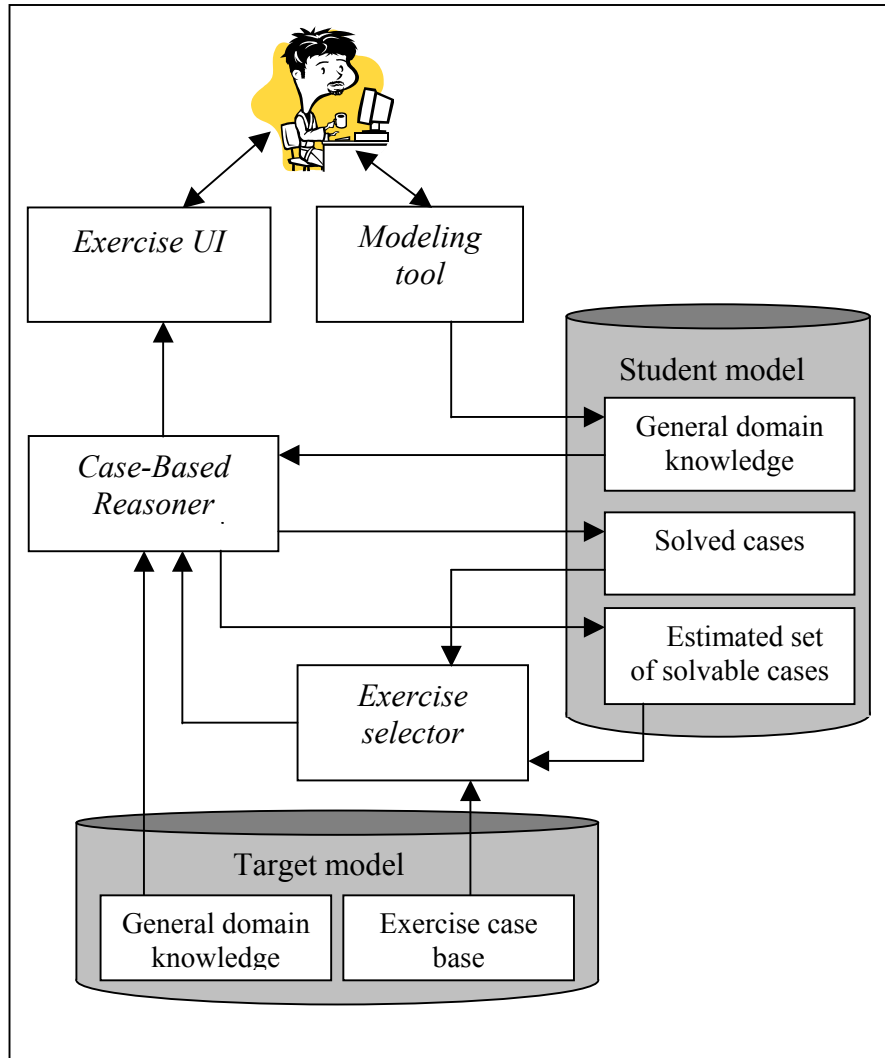 Exercise UI
Modeling
tool
Student model
General domain
knowledge
Case-Based
Reasoner
Solved cases
Estimated set
of solvable cases
Exercise
selector
Target model
General domain
knowledge
Exercise case
base